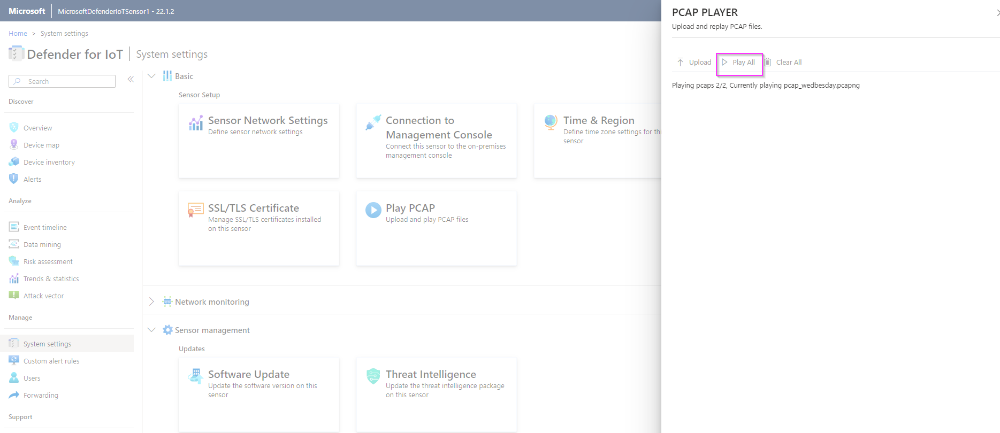 Microsoft
MicrosoftDefenderIoTSensor1 - 22.1.2
Home > System settings
Defender for IoT
System settings
Search
Discover
Overview
Device map
Device inventory
Alerts
Analyze
Event timeline
Data mining
Risk assessment
Trends & statistics
Attack vector
Manage
System settings
Custom alert rules
Users
Forwarding
Support
Basic
Sensor Setup
Sensor Network Settings
Define sensor network settings
Connection to
Management Console
Connect this sensor to the on-premises
management console
Time & Region
Define time zone settings for thi
sensor
SSL/TLS Certificate
Manage SSL/TLS certificates installed
on this sensor
Play PCAP
Upload and play PCAP files
Network monitoring
Sensor management
Updates
Software Update
Update the software version on this
sensor
Threat Intelligence
Update the threat intelligence package
on this sensor
PCAP PLAYER
Upload and replay PCAP files.
Upload
Play All
Clear All
Playing pcaps 2/2, Currently playing pcap_wedbesday.pcapng